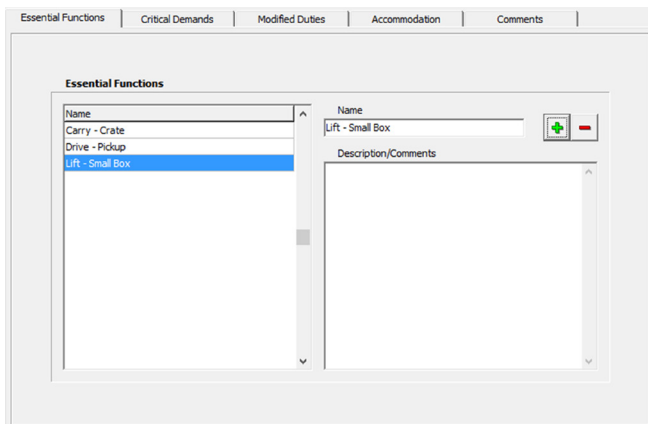 Essential Functions Critical Demands Modified Duties Accommodation Comments
Essential Functions
Name
Carry - Crate
Drive - Pickup
Lift - Small Box
Name
Lift - Small Box
Description/Comments